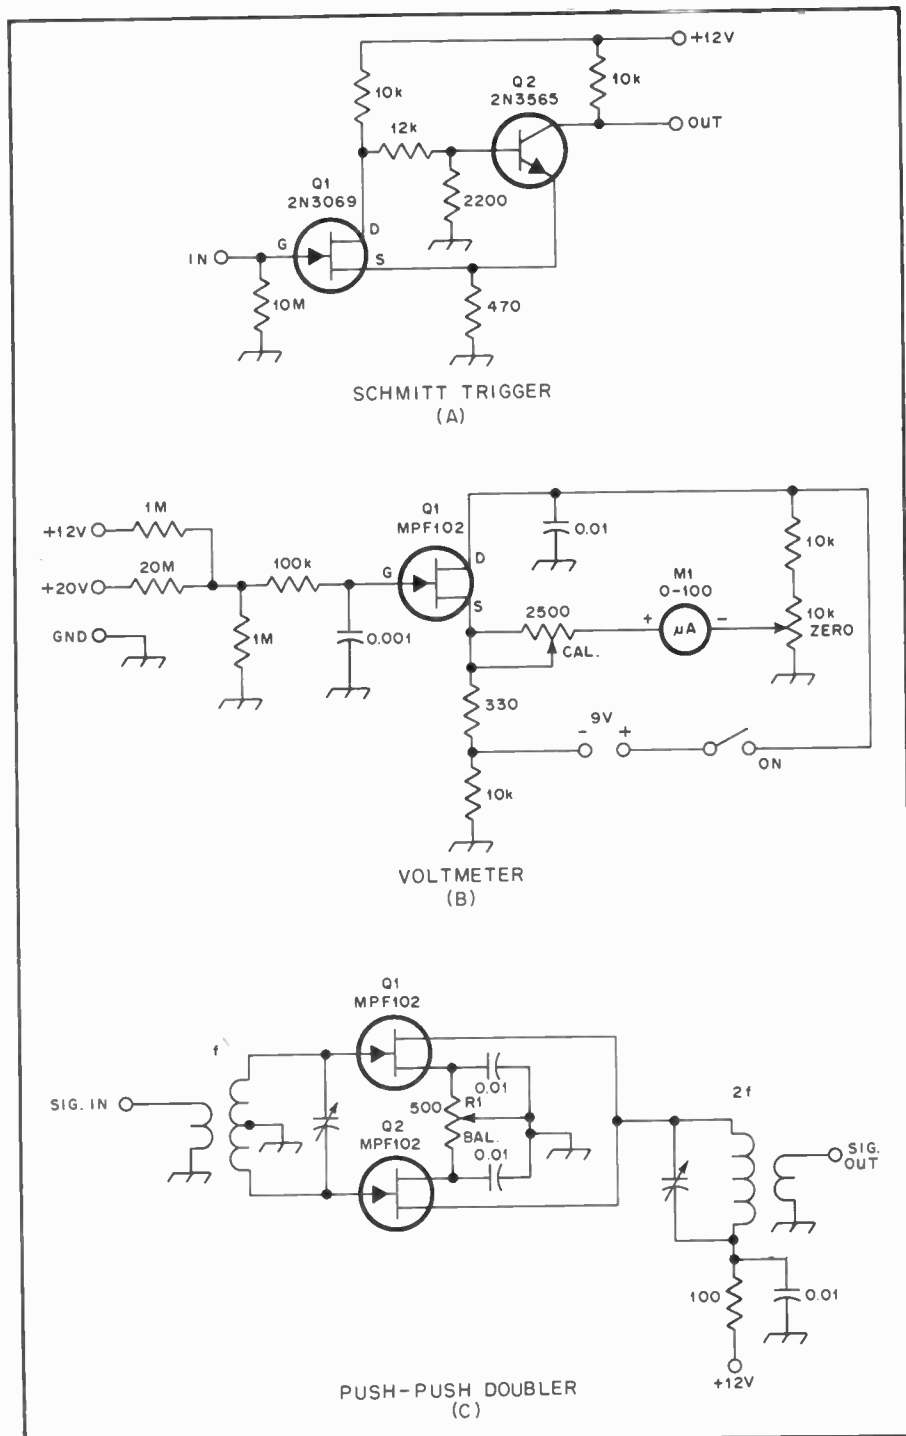 +12V
10k
Q2
2N3565
10k
OUT
12k
Q1
2N3069
2200
D
G
S
IN
10M
470
SCHMITT TRIGGER
(A)
1M
+12V
+20V
20M
GND
1M
100k
0.001
Q1
MPF102
G
D
S
0.01
10k
M1
0-100
2500
+
μA
-
10k
ZERO
CAL.
330
9V
- +
ON
10k
VOLTMETER
(B)
Q1
MPF102
f
SIG. IN
0.01
500
R1
BAL.
Q2
MPF102
0.01
2f
SIG.
OUT
100
0.01
+12V
PUSH-PUSH DOUBLER
(C)